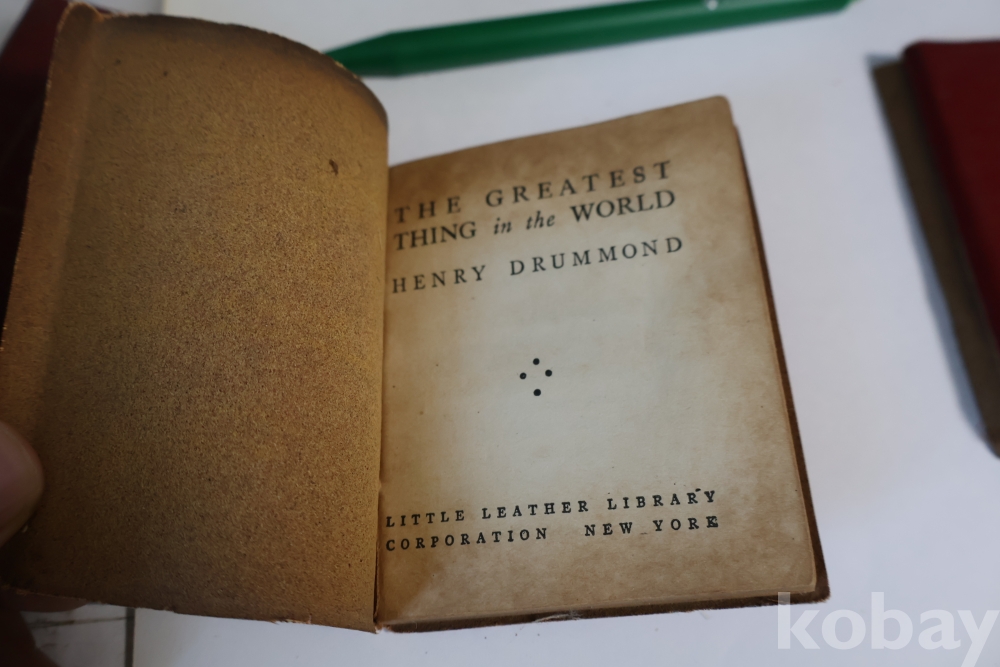 THE GREATEST
THING in the WORLD
HENRY DRUMMOND
LITTLE LEATHER LIBRARY
CORPORATION NEW YORK
kobay